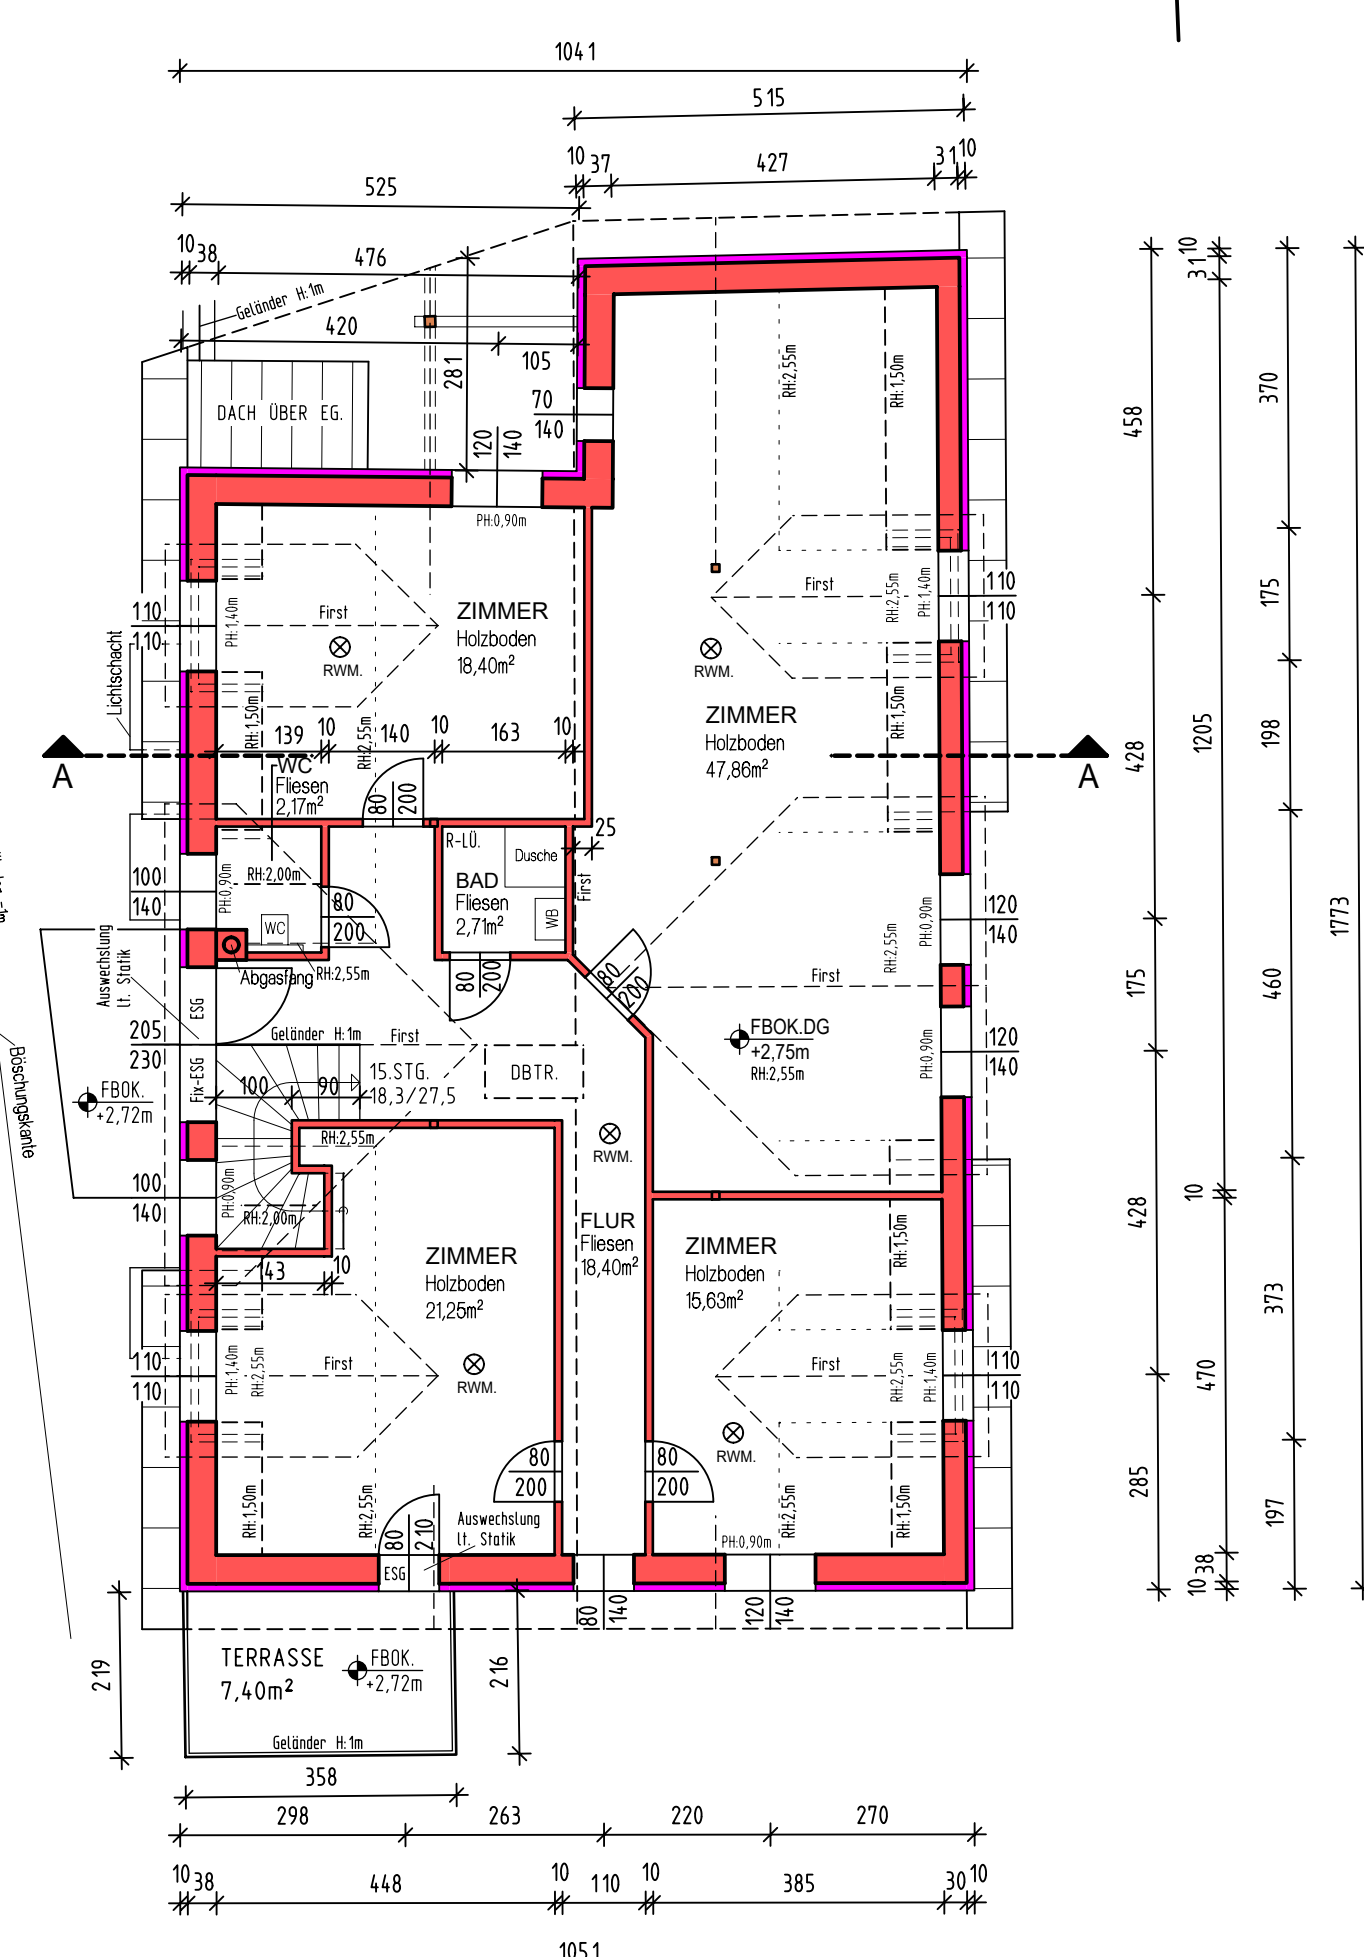 1041
515
10 37 427 31 10
525
10 38 476
Geländer H:1m
420
105
281
DACH ÜBER EG.
70
140
120
140
PH:0,90m
RH:2,55m
RH:1,50m
458
428
175
428
285
10
31
1205
10
470
38
10
370
175
198
460
373
197
1773
110
110
PH:1,40m
First
ZIMMER
Holzboden
18,40m²
RWM.
Lichtschacht
RH:1,50m
RH:2,55m
139 10 140 10 163 10
A
WC
Fliesen
2,17m²
80
200
First
RH:2,55m
PH:1,40m
110
110
RWM.
ZIMMER
Holzboden
47,86m²
RH:1,50m
A
25
R-LÜ.
Dusche
BAD
Fliesen
2,71m²
WB
First
100
140
PH:0,90m
RH:2,00m
WC
80
200
Abgasfang
RH:2,55m
80
200
80
200
Auswechslung
lt. Statik
ESG
205
230
Fix-ESG
Geländer H:1m
First
100 90
15.STG.
18,3/27,5
DBTR.
RH:2,55m
First
PH:0,90m
120
140
FBOK.DG
+2,75m
RH:2,55m
PH:0,90m
120
140
FBOK.
+2,72m
Böschungskante
RH:2,55m
RWM.
100
140
PH:0,90m
RH:2,00m
143 10
ZIMMER
Holzboden
21,25m²
FLUR
Fliesen
18,40m²
ZIMMER
Holzboden
15,63m²
RH:1,50m
110
110
PH:1,40m
RH:2,55m
First
RWM.
First
RH:2,55m
PH:1,40m
110
110
RWM.
80
200
80
200
RH:1,50m
RH:2,55m
80
210
ESG
Auswechslung
lt. Statik
PH:0,90m
RH:2,55m
RH:1,50m
80
140
120
140
219
216
TERRASSE
7,40m²
FBOK.
+2,72m
Geländer H:1m
358
298 263 220 270
10 38 448 10 110 10 385 30 10
1051